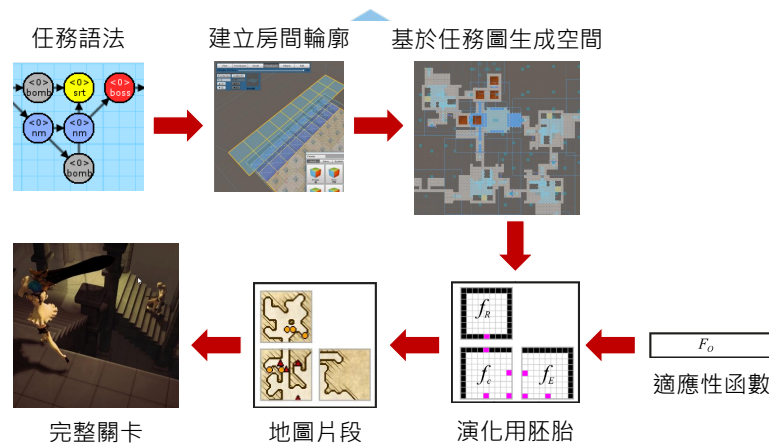 任務語法
建立房間輪廓
基於任務圖生成空間
<0>
bomb
<0>
srt
<0>
boss
<0>
nm
<0>
nm
<0>
bomb
f_R
f_c
f_E
F_O
適應性函數
完整關卡
地圖片段
演化用胚胎